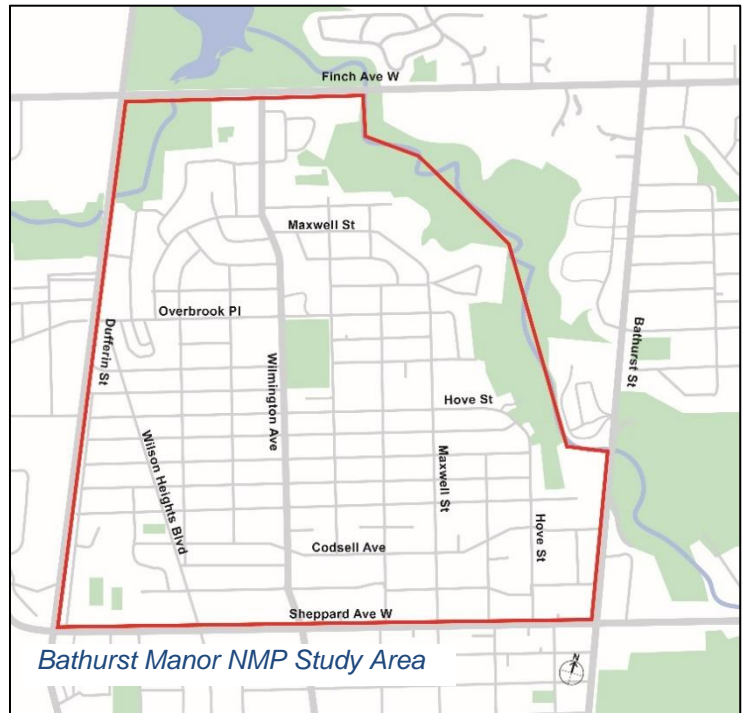 Finch Ave W
Maxwell St
Overbrook Pl
Dufferin St
Bathurst St
Wilmington Ave
Hove St
Wilson Heights Blvd
Maxwell St
Hove St
Codsell Ave
Sheppard Ave W
Bathurst Manor NMP Study Area
N